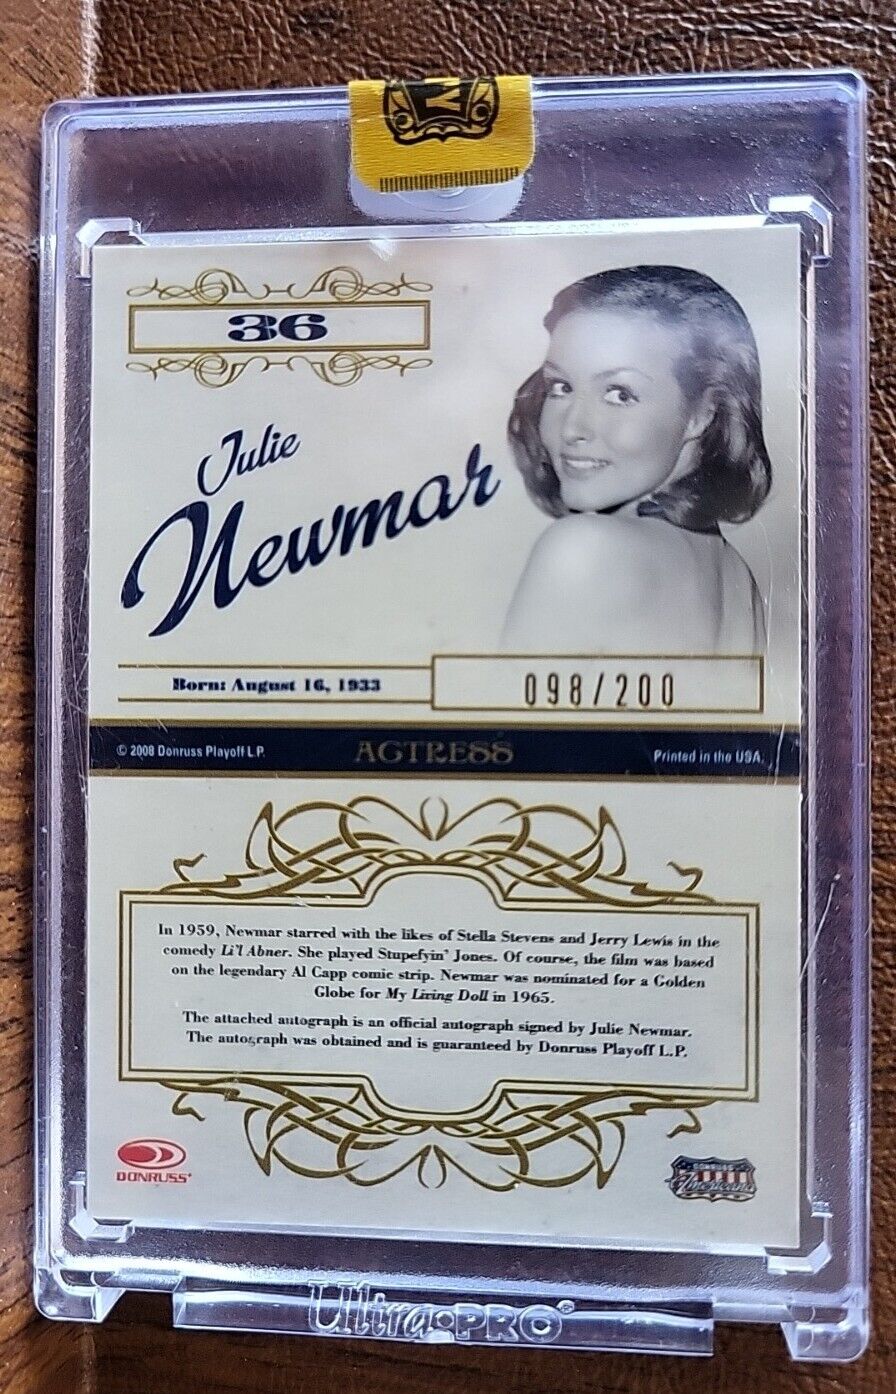 36
Julie
Newmar
Born: August 16, 1933
098/200
© 2008 Donruss Playoff L.P.
ACTRESS
Printed in the USA.
In 1959, Newmar starred with the likes of Stella Stevens and Jerry Lewis in the
comedy Li'l Abner. She played Stupefyin' Jones. Of course, the film was based
on the legendary Al Capp comic strip. Newmar was nominated for a Golden
Globe for My Living Doll in 1965.
The attached autograph is an official autograph signed by Julie Newmar.
The autograph was obtained and is guaranteed by Donruss Playoff L.P.
DONRUSS
DONRUSS
Americana
Ultra•PRO®